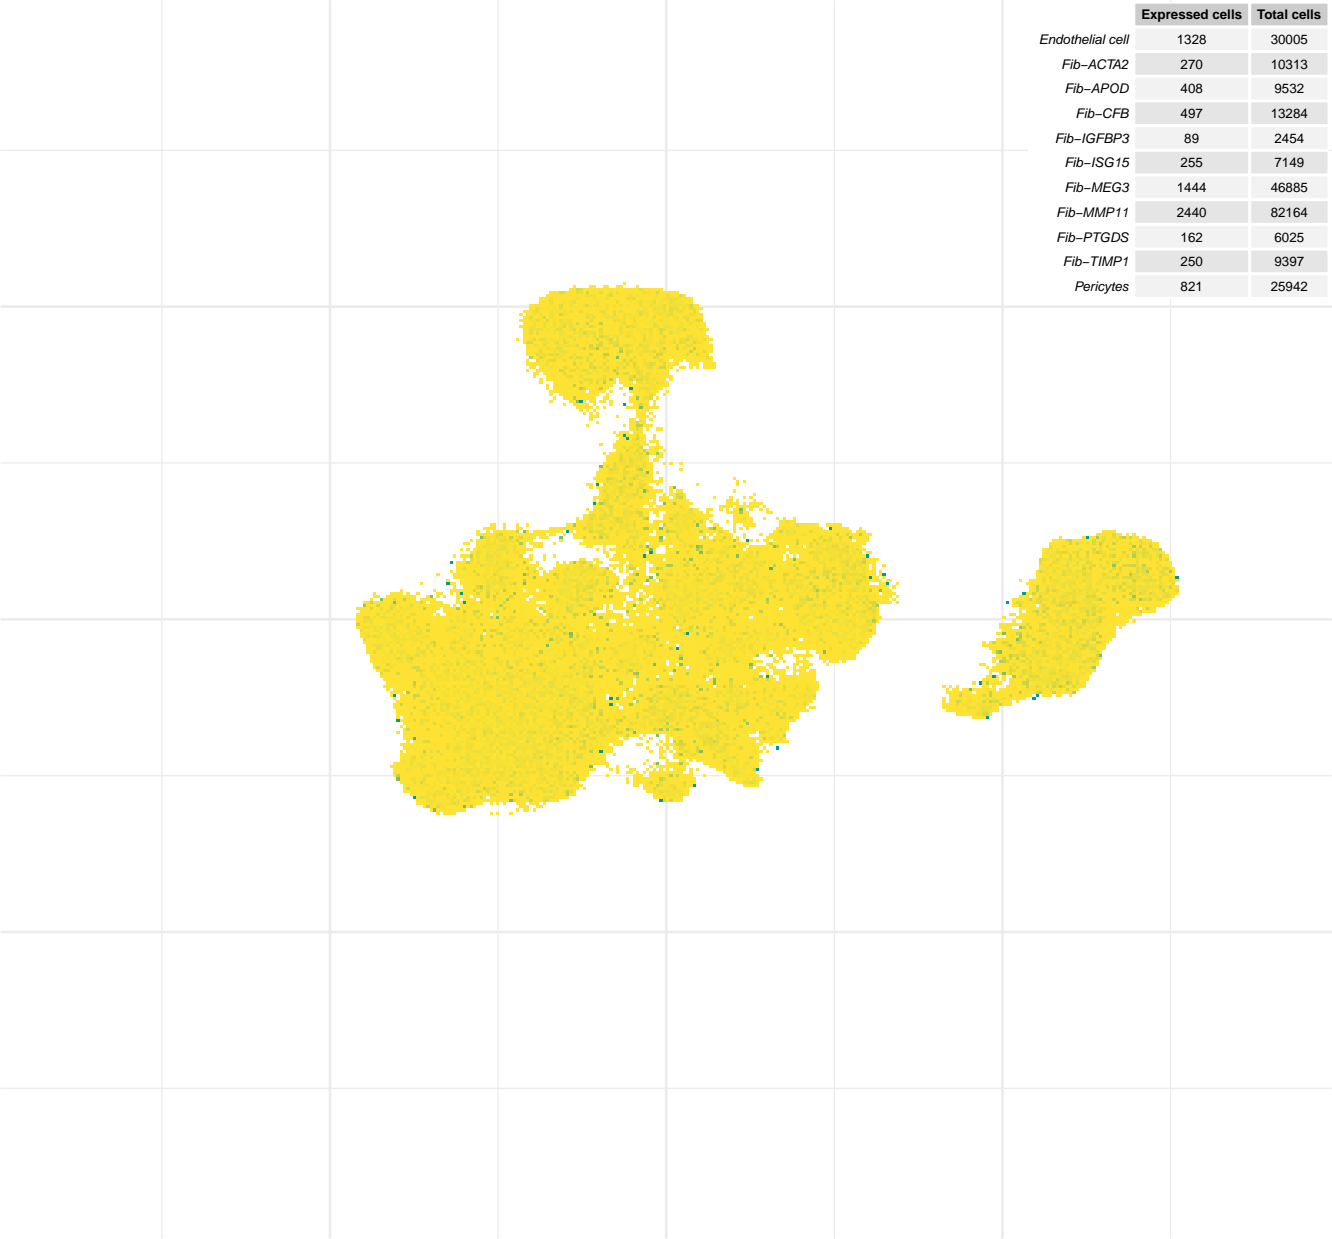 Expressed cells Total cells
Endothelial cell 1328 30005
Fib−ACTA2 270 10313
Fib−APOD 408 9532
Fib−CFB 497 13284
Fib−IGFBP3 89 2454
Fib−ISG15 255 7149
Fib−MEG3 1444 46885
Fib−MMP11 2440 82164
Fib−PTGDS 162 6025
Fib−TIMP1 250 9397
Pericytes 821 25942